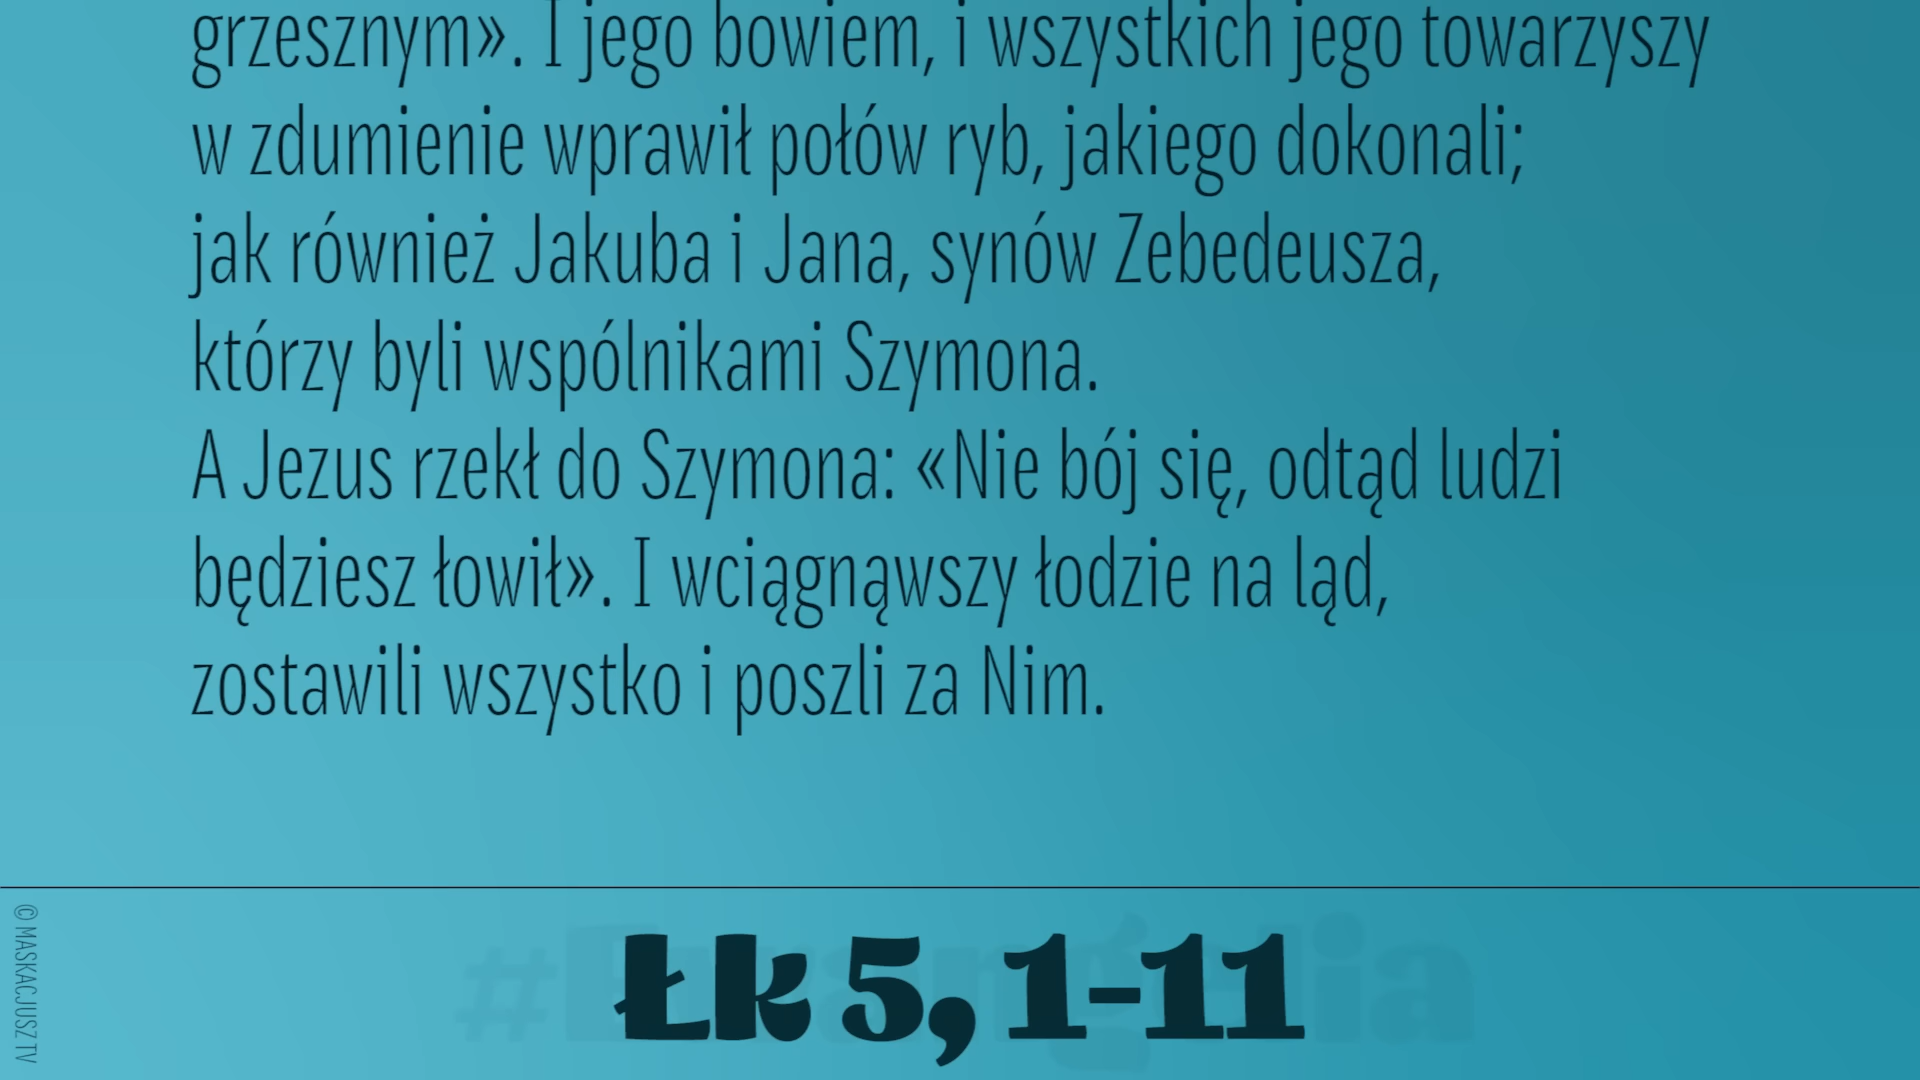 grzesznym». I jego bowiem, i wszystkich jego towarzyszy
w zdumienie wprawił połów ryb, jakiego dokonali;
jak również Jakuba i Jana, synów Zebedeusza,
którzy byli wspólnikami Szymona.
A Jezus rzekł do Szymona: «Nie bój się, odtąd ludzi
będziesz łowił». I wciągnąwszy łodzie na ląd,
zostawili wszystko i poszli za Nim.
#Ewangelia
Łk 5, 1-11
© MASKACJUSZ TV